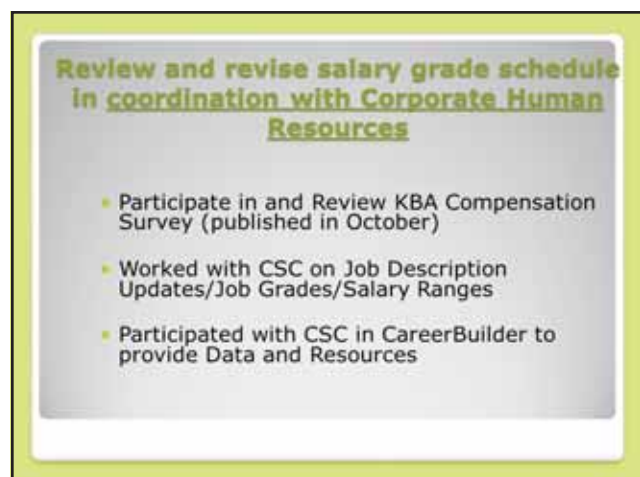 Review and revise salary grade schedule
in coordination with Corporate Human
Resources
Participate in and Review KBA Compensation
Survey (published in October)
Worked with CSC on Job Description
Updates/Job Grades/Salary Ranges
Participated with CSC in CareerBuilder to
provide Data and Resources